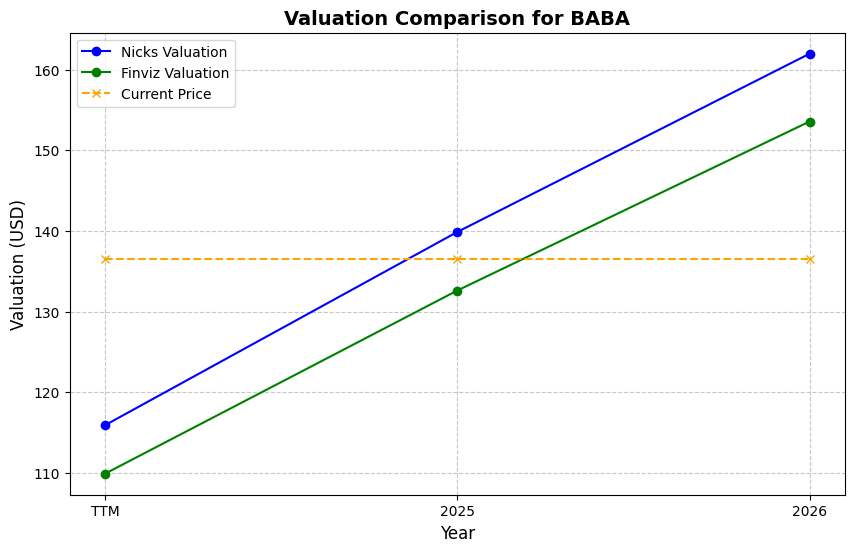 Valuation Comparison for BABA
Nicks Valuation
Finviz Valuation
Current Price
Valuation (USD)
160
150
140
130
120
110
TTM
2025
2026
Year